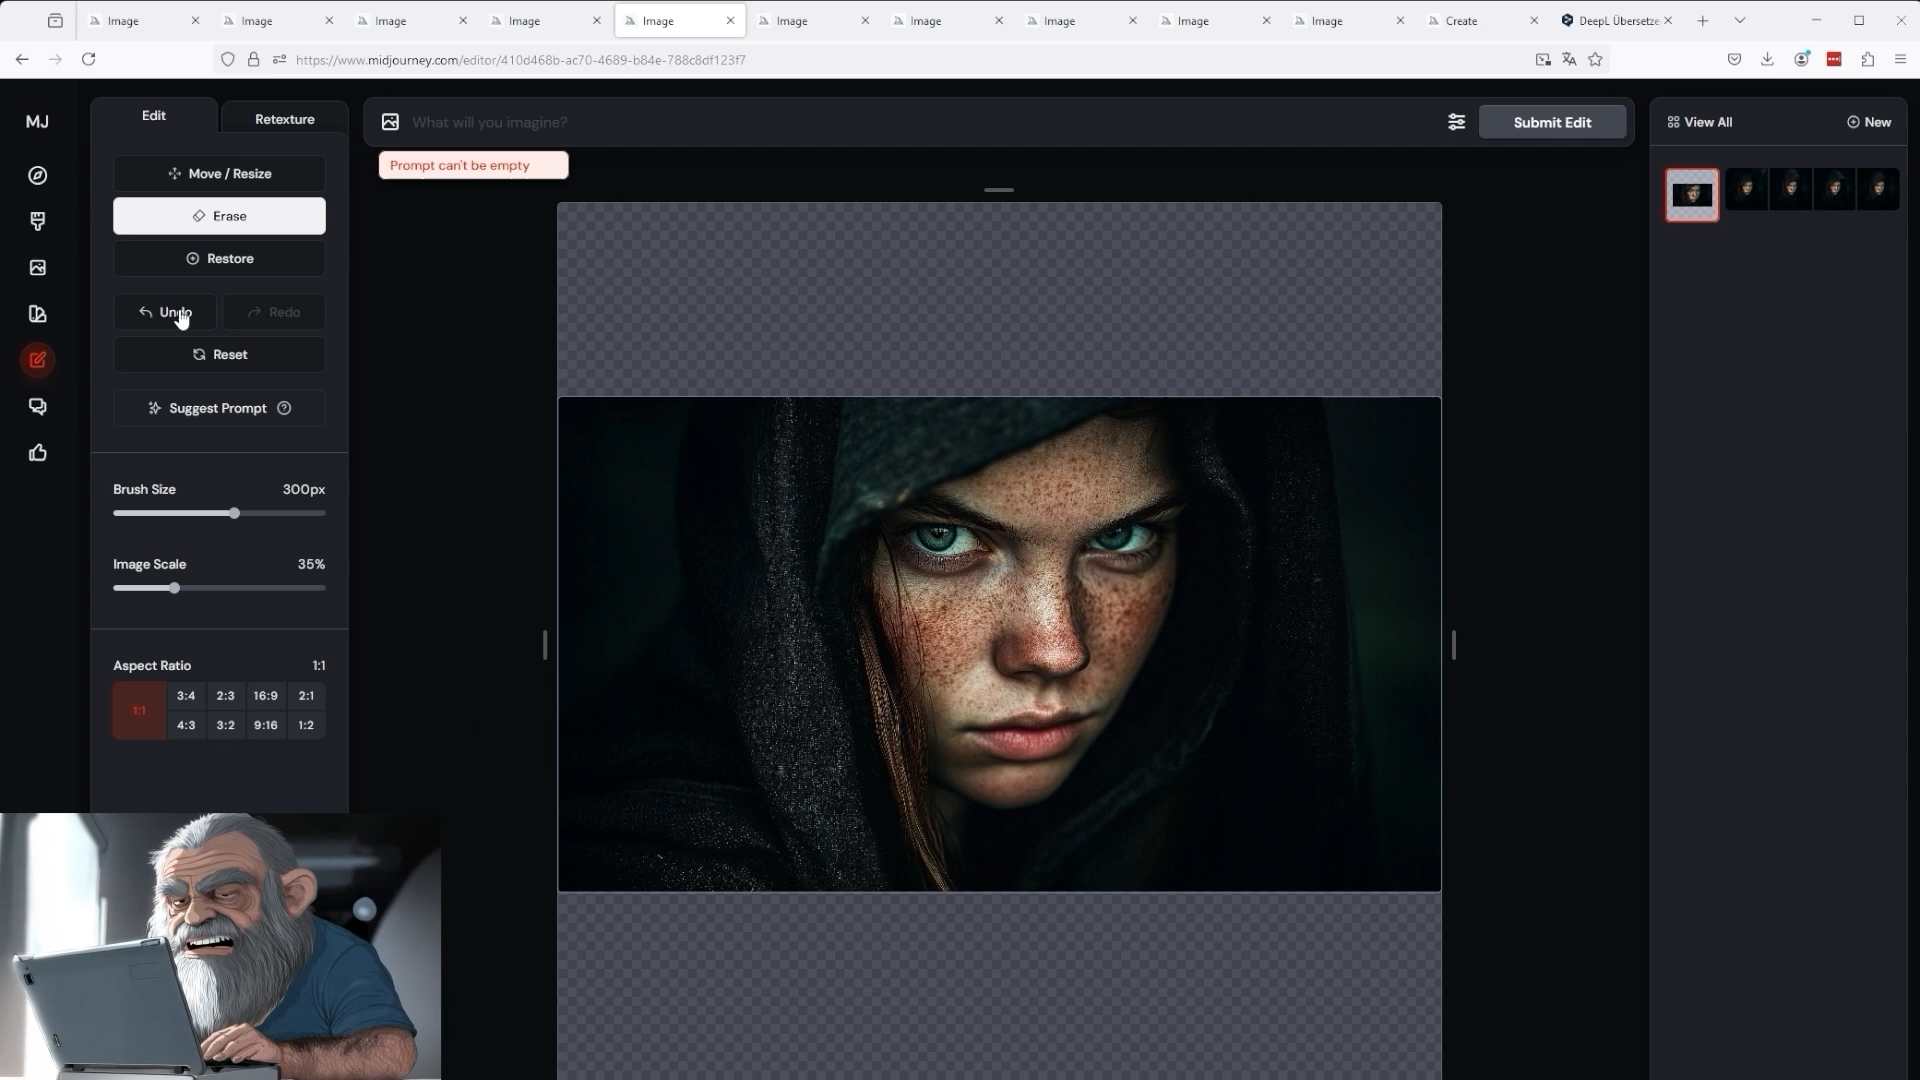 Image
Image
Image
Image
Image
Image
Image
Image
Image
Image
Create
DeepL Übersetze
https://www.midjourney.com/editor/410d468b-ac70-4689-b84e-788c8df123f7
MJ
Edit
Retexture
What will you imagine?
Submit Edit
View All
New
Prompt can't be empty
Move / Resize
Erase
Restore
Undo
Redo
Reset
Suggest Prompt
Brush Size 300px
Image Scale 35%
Aspect Ratio 1:1
1:1 3:4 2:3 16:9 2:1
4:3 3:2 9:16 1:2